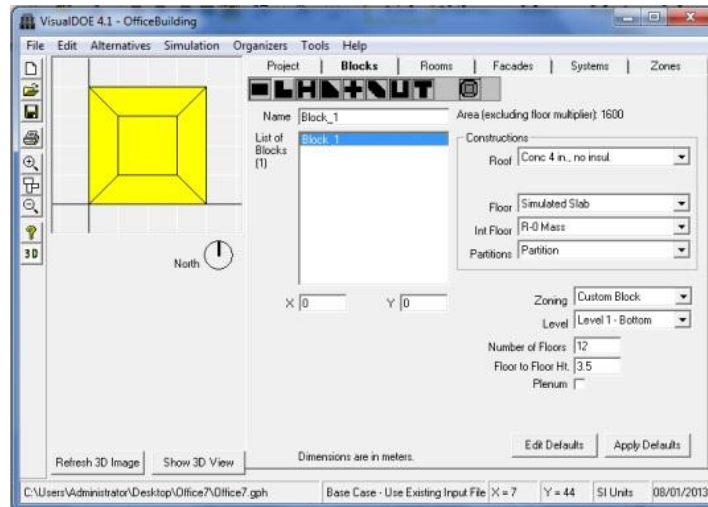 VisualDOE 4.1 - OfficeBuilding
File Edit Alternatives Simulation Organizers Tools Help
Project Blocks Rooms Facades Systems Zones
Name Block_1
Area (excluding floor multiplier): 1600
List of Blocks (1)
Block_1
Constructions
Roof Conc 4 in., no insul.
Floor Simulated Slab
Int Floor R-0 Mass
Partitions Partition
North
X 0 Y 0
Zoning Custom Block
Level Level 1 - Bottom
Number of Floors 12
Floor to Floor Ht. 3.5
Plenum
3D
Edit Defaults Apply Defaults
Refresh 3D Image Show 3D View
Dimensions are in meters.
C:\Users\Administrator\Desktop\Office7\Office7.gph Base Case - Use Existing Input File X = 7 Y = 44 SI Units 08/01/2013